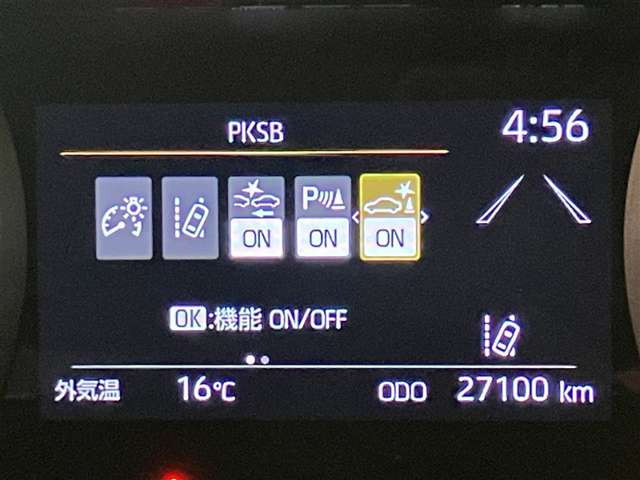 PKSB
4:56
P
ON ON ON
OK:機能 ON/OFF
外気温 16℃ ODO 27100 km